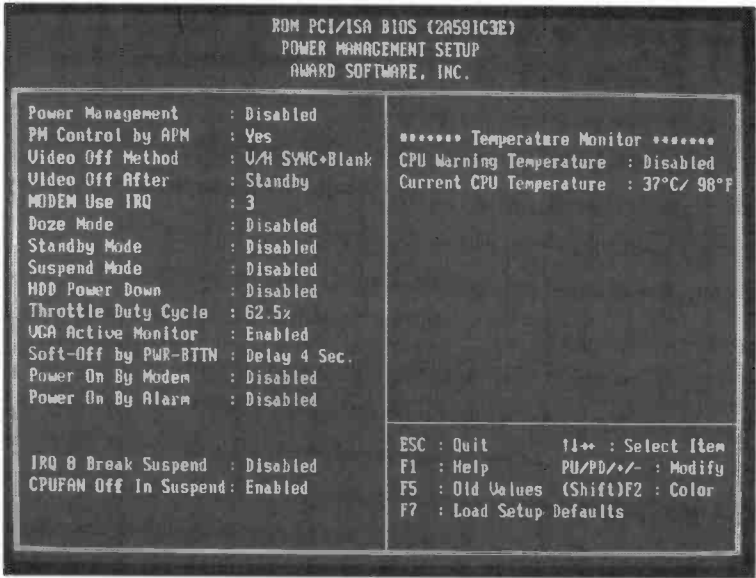 ROM PCI/ISA BIOS (2A59IC3E)
POWER MANAGEMENT SETUP
AWARD SOFTWARE, INC.
Power Management : Disabled
PM Control by APM : Yes
Video Off Method : V/H SYNC+Blank
Video Off After : Standby
MODEM Use IRQ : 3
Doze Mode : Disabled
Standby Mode : Disabled
Suspend Mode : Disabled
HDD Power Down : Disabled
Throttle Duty Cycle : 62.5%
VGA Active Monitor : Enabled
Soft-Off by PWR-BTTN : Delay 4 Sec.
Power On By Modem : Disabled
Power On By Alarm : Disabled
IRQ 8 Break Suspend : Disabled
CPUFAN Off In Suspend : Enabled
******* Temperature Monitor *******
CPU Warning Temperature : Disabled
Current CPU Temperature : 37°C/ 98°F
ESC : Quit ↑↓→← : Select Item
F1 : Help PU/PD/+/- : Modify
F5 : Old Values (Shift)F2 : Color
F7 : Load Setup Defaults